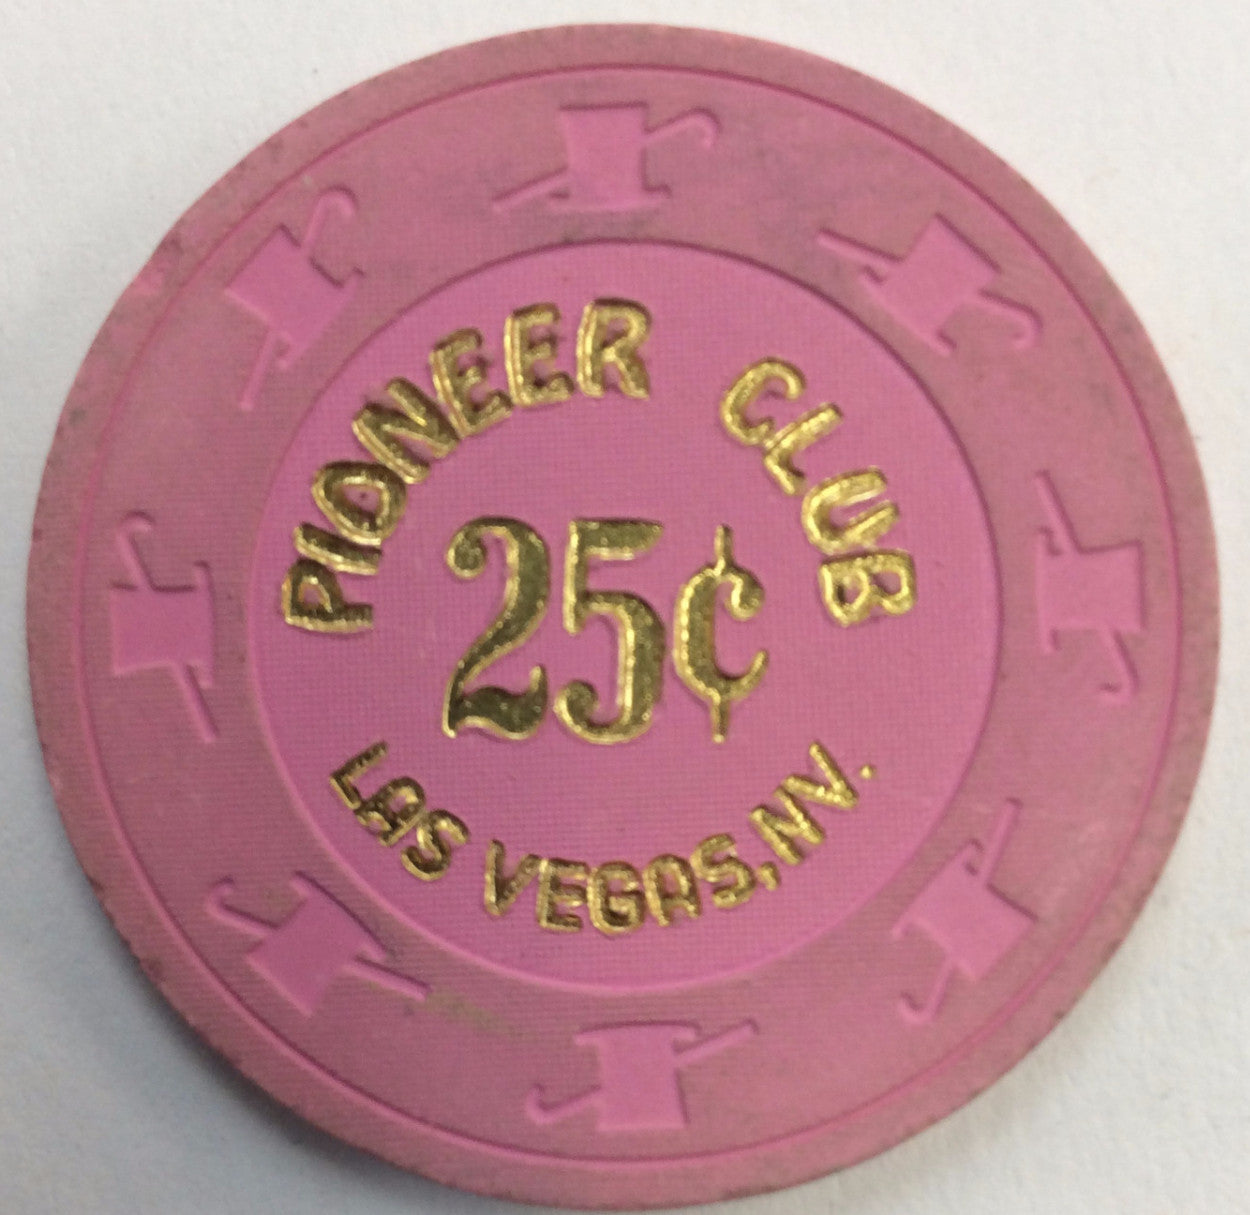 PIONEER CLUB
25¢
LAS VEGAS, NV.